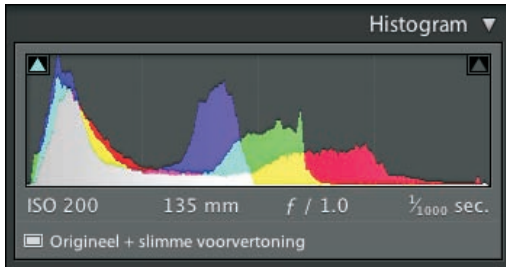 Histogram ▼
ISO 200 135 mm ƒ / 1.0 1/1000 sec.
Origineel + slimme voorvertoning